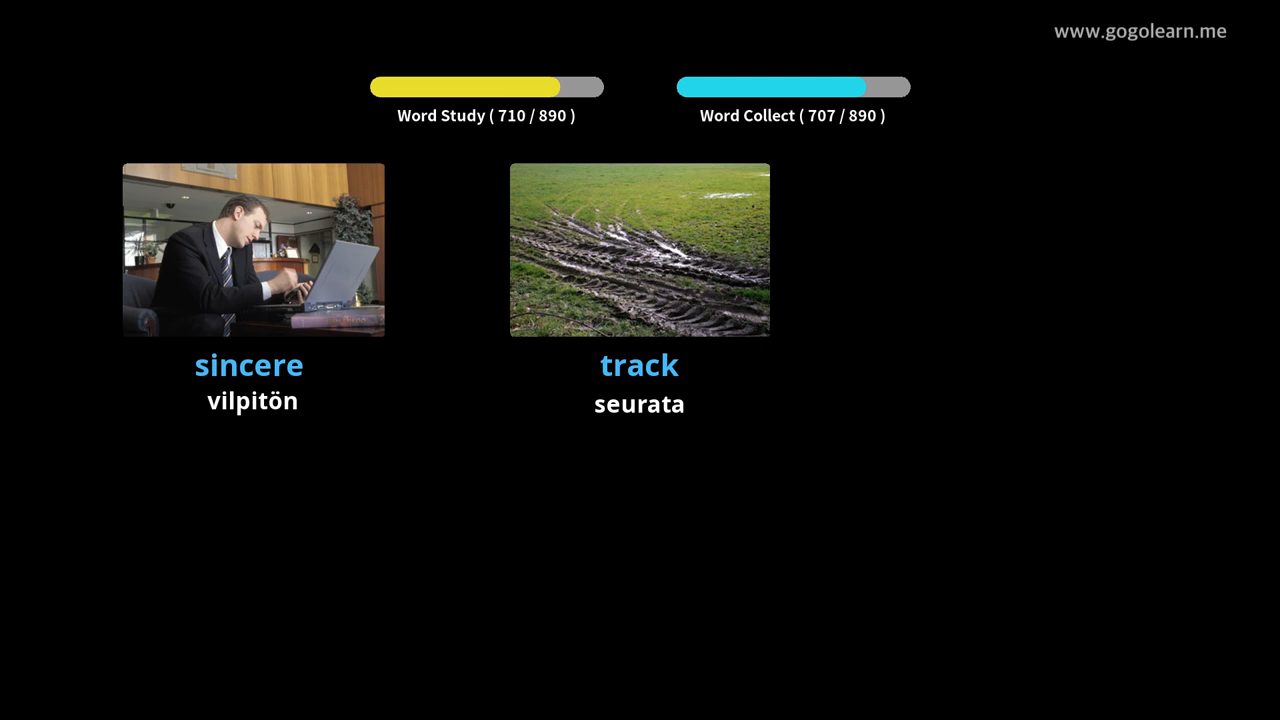 www.gogolearn.me
Word Study ( 710 / 890 )
Word Collect ( 707 / 890 )
sincere
vilpitön
track
seurata